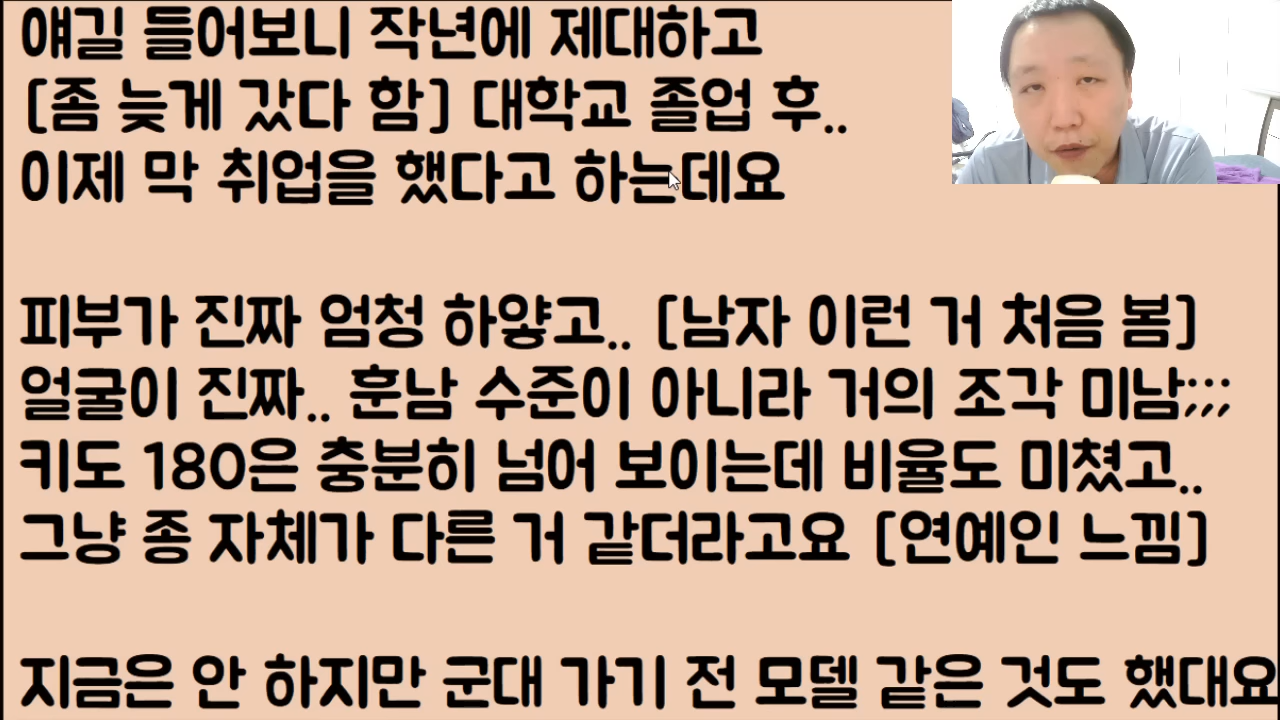 얘길 들어보니 작년에 제대하고
[좀 늦게 갔다 함] 대학교 졸업 후..
이제 막 취업을 했다고 하는데요
피부가 진짜 엄청 하얗고.. [남자 이런 거 처음 봄]
얼굴이 진짜.. 훈남 수준이 아니라 거의 조각 미남;;;
키도 180은 충분히 넘어 보이는데 비율도 미쳤고..
그냥 종 자체가 다른 거 같더라고요 [연예인 느낌]
지금은 안 하지만 군대 가기 전 모델 같은 것도 했대요